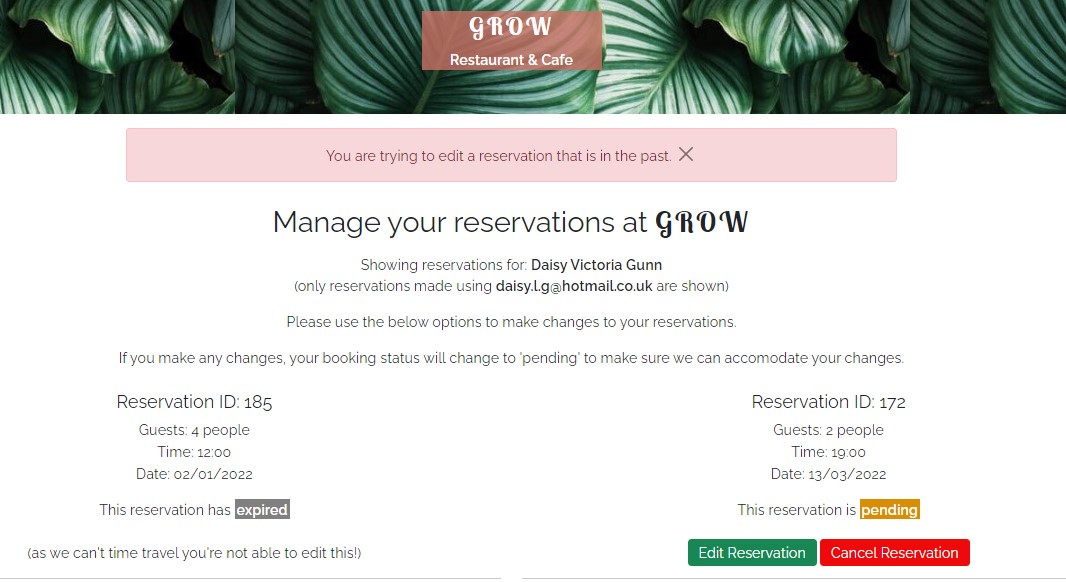 GROW
Restaurant & Cafe
You are trying to edit a reservation that is in the past.
Manage your reservations at GROW
Showing reservations for: Daisy Victoria Gunn
(only reservations made using daisy.l.g@hotmail.co.uk are shown)
Please use the below options to make changes to your reservations.
If you make any changes, your booking status will change to 'pending' to make sure we can accomodate your changes.
Reservation ID: 185
Guests: 4 people
Time: 12:00
Date: 02/01/2022
This reservation has expired
(as we can't time travel you're not able to edit this!)
Reservation ID: 172
Guests: 2 people
Time: 19:00
Date: 13/03/2022
This reservation is pending
Edit Reservation Cancel Reservation